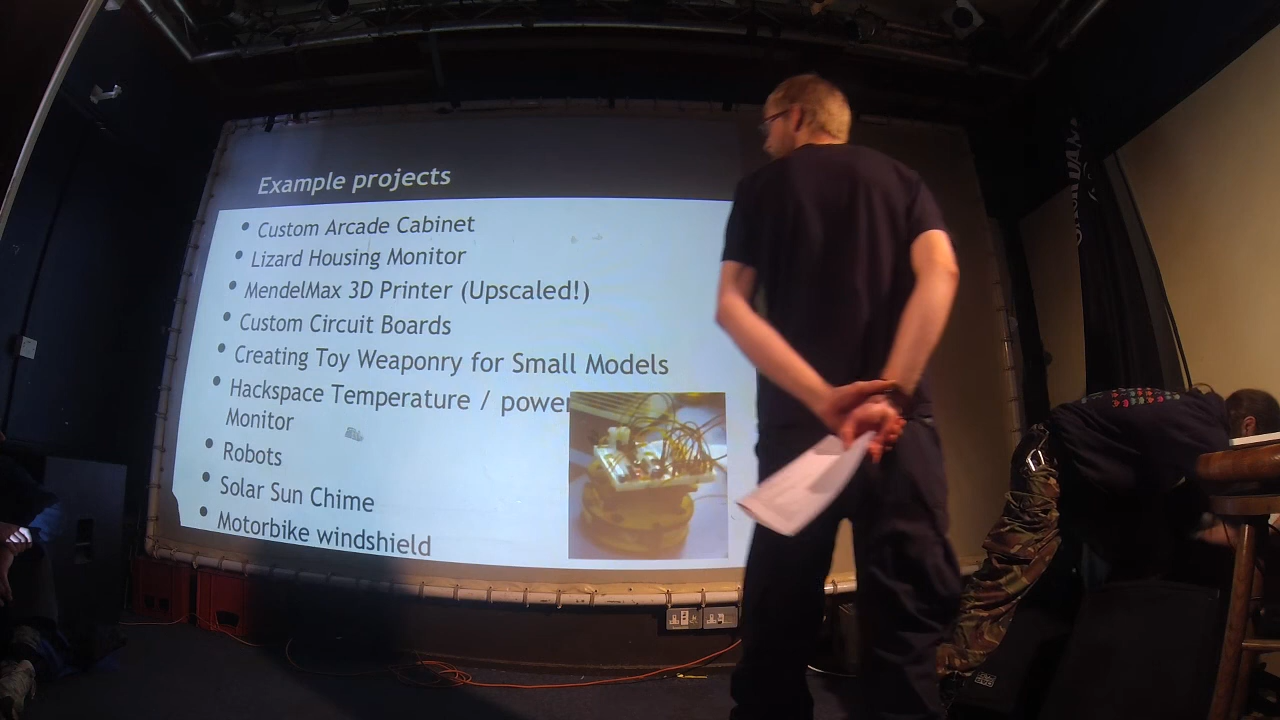 Example projects
• Custom Arcade Cabinet
• Lizard Housing Monitor
• MendelMax 3D Printer (Upscaled!)
• Custom Circuit Boards
• Creating Toy Weaponry for Small Models
• Hackspace Temperature / power
Monitor
• Robots
• Solar Sun Chime
• Motorbike windshield